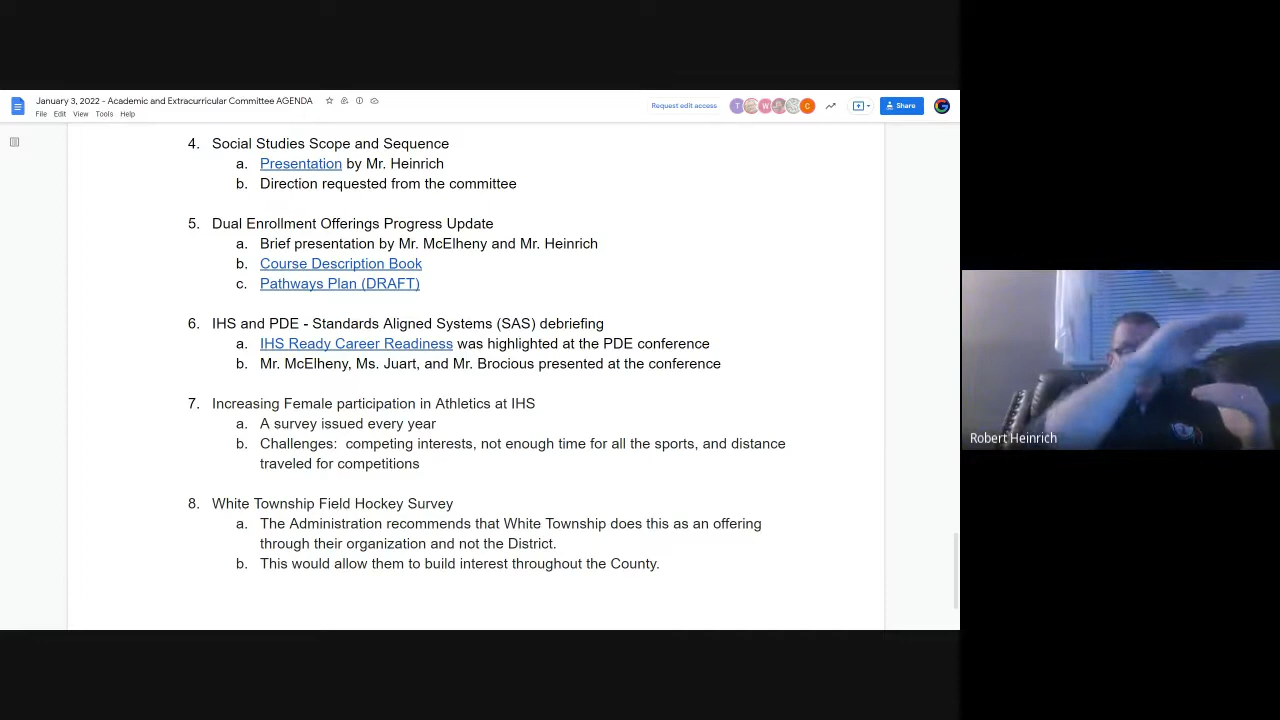 January 3, 2022 - Academic and Extracurricular Committee AGENDA
File Edit View Tools Help
Request edit access
T W C
Share
4. Social Studies Scope and Sequence
a. Presentation by Mr. Heinrich
b. Direction requested from the committee
5. Dual Enrollment Offerings Progress Update
a. Brief presentation by Mr. McElheny and Mr. Heinrich
b. Course Description Book
c. Pathways Plan (DRAFT)
6. IHS and PDE - Standards Aligned Systems (SAS) debriefing
a. IHS Ready Career Readiness was highlighted at the PDE conference
b. Mr. McElheny, Ms. Juart, and Mr. Brocious presented at the conference
7. Increasing Female participation in Athletics at IHS
a. A survey issued every year
b. Challenges: competing interests, not enough time for all the sports, and distance
traveled for competitions
8. White Township Field Hockey Survey
a. The Administration recommends that White Township does this as an offering
through their organization and not the District.
b. This would allow them to build interest throughout the County.
Robert Heinrich